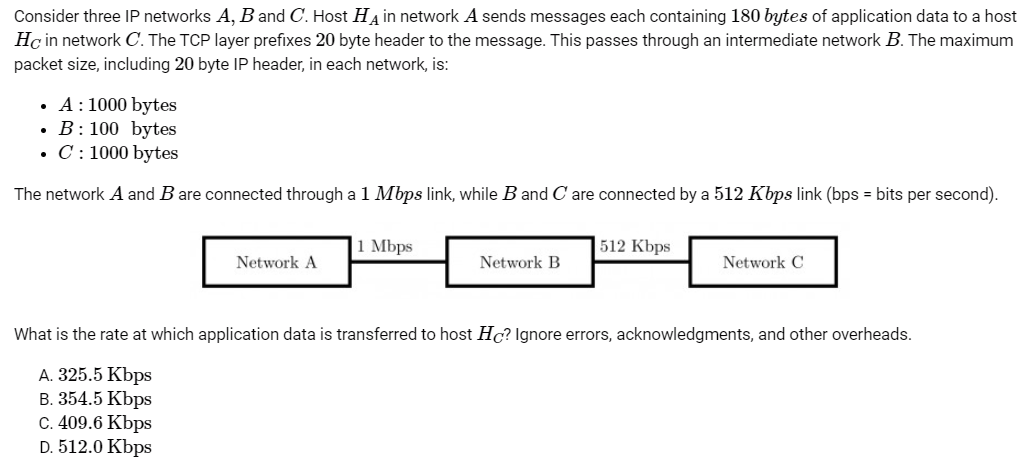 Consider three IP networks A, B and C. Host H_A in network A sends messages each containing 180 bytes of application data to a host
H_C in network C. The TCP layer prefixes 20 byte header to the message. This passes through an intermediate network B. The maximum
packet size, including 20 byte IP header, in each network, is:
• A : 1000 bytes
• B : 100 bytes
• C : 1000 bytes
The network A and B are connected through a 1 Mbps link, while B and C are connected by a 512 Kbps link (bps = bits per second).
Network A
1 Mbps
Network B
512 Kbps
Network C
What is the rate at which application data is transferred to host H_C? Ignore errors, acknowledgments, and other overheads.
A. 325.5 Kbps
B. 354.5 Kbps
C. 409.6 Kbps
D. 512.0 Kbps